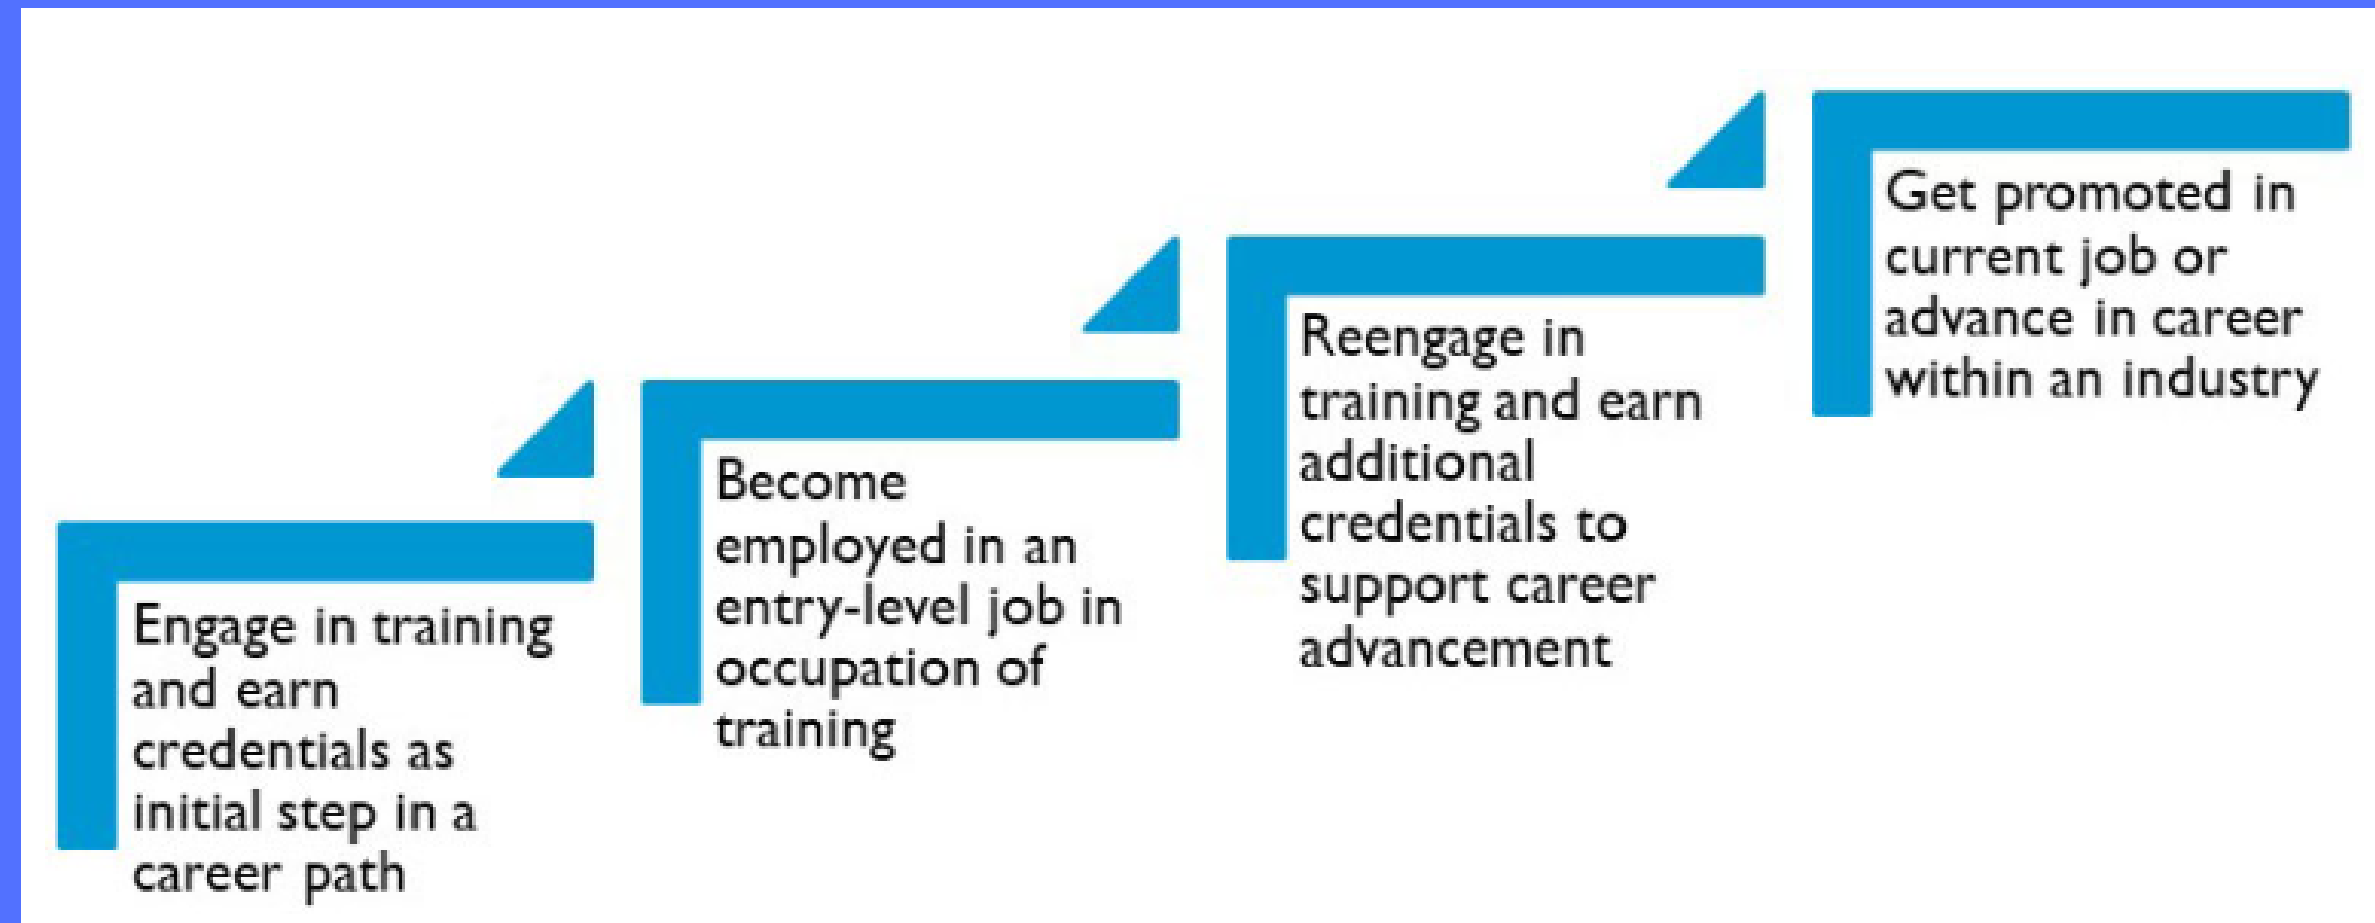 Engage in training
and earn
credentials as
initial step in a
career path
Become
employed in an
entry-level job in
occupation of
training
Reengage in
training and earn
additional
credentials to
support career
advancement
Get promoted in
current job or
advance in career
within an industry